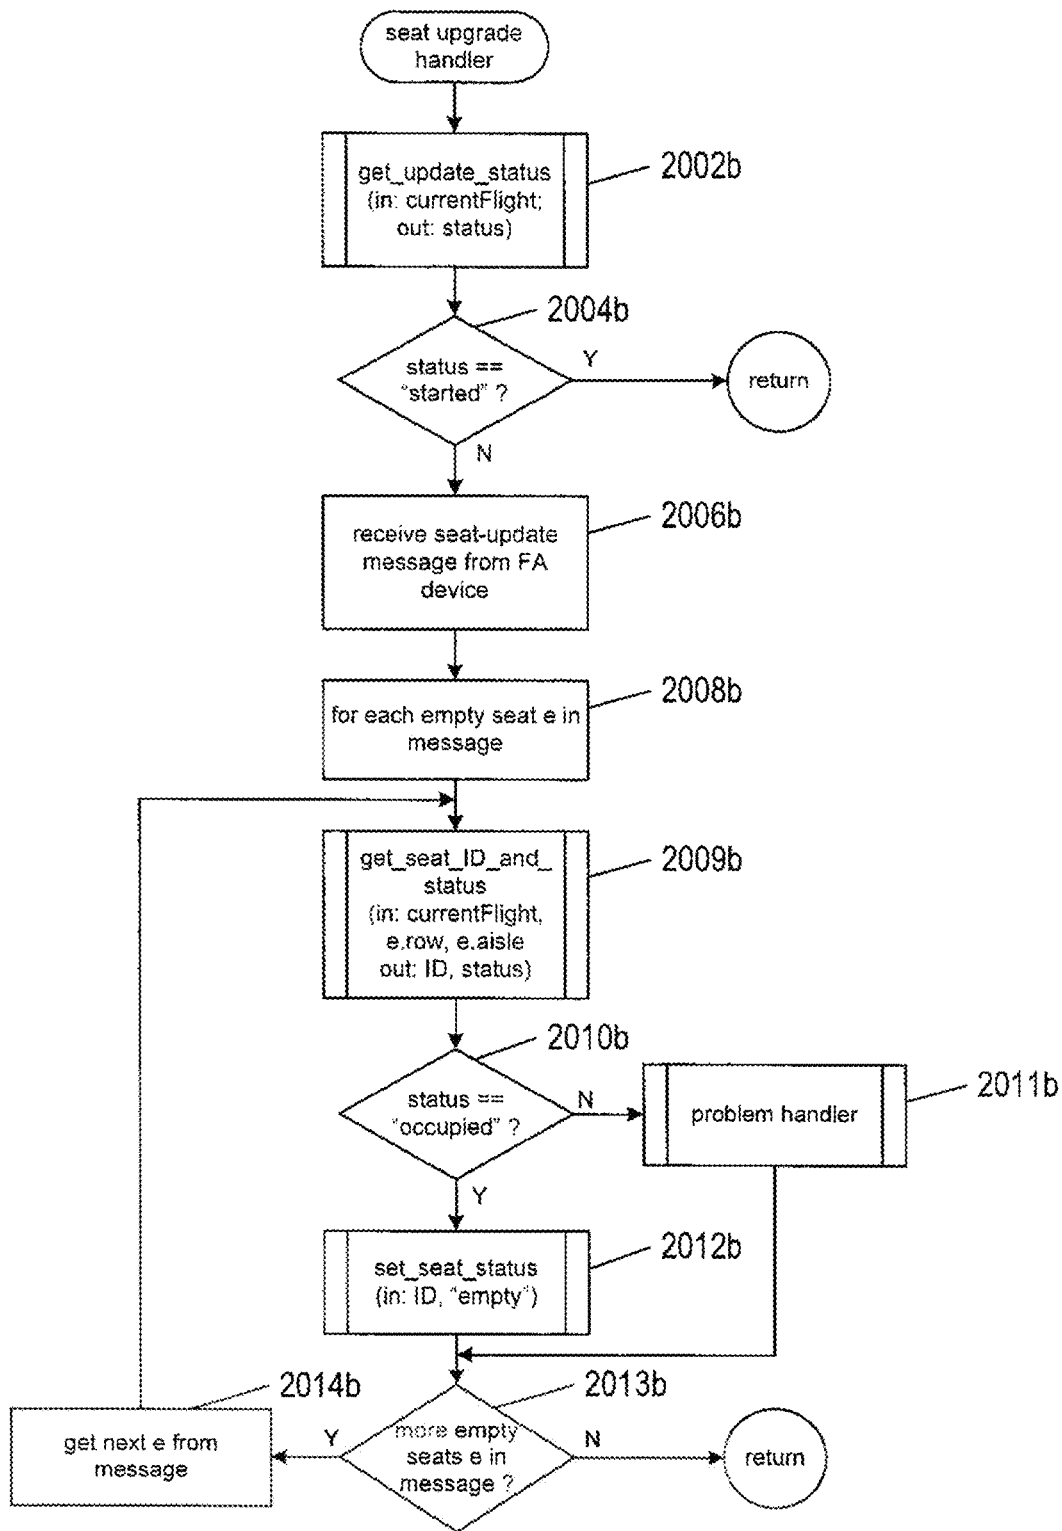 seat upgrade
handler
get_update_status
(in: currentFlight;
out: status)
2002b
2004b
status ==
"started" ?
Y
return
N
receive seat-update
message from FA
device
2006b
for each empty seat e in
message
2008b
get_seat_ID_and_
status
(in: currentFlight,
e.row, e.aisle
out: ID, status)
2009b
2010b
status ==
"occupied" ?
N
problem handler
2011b
Y
set_seat_status
(in: ID, "empty")
2012b
2014b
get next e from
message
Y
2013b
more empty
seats e in
message ?
N
return